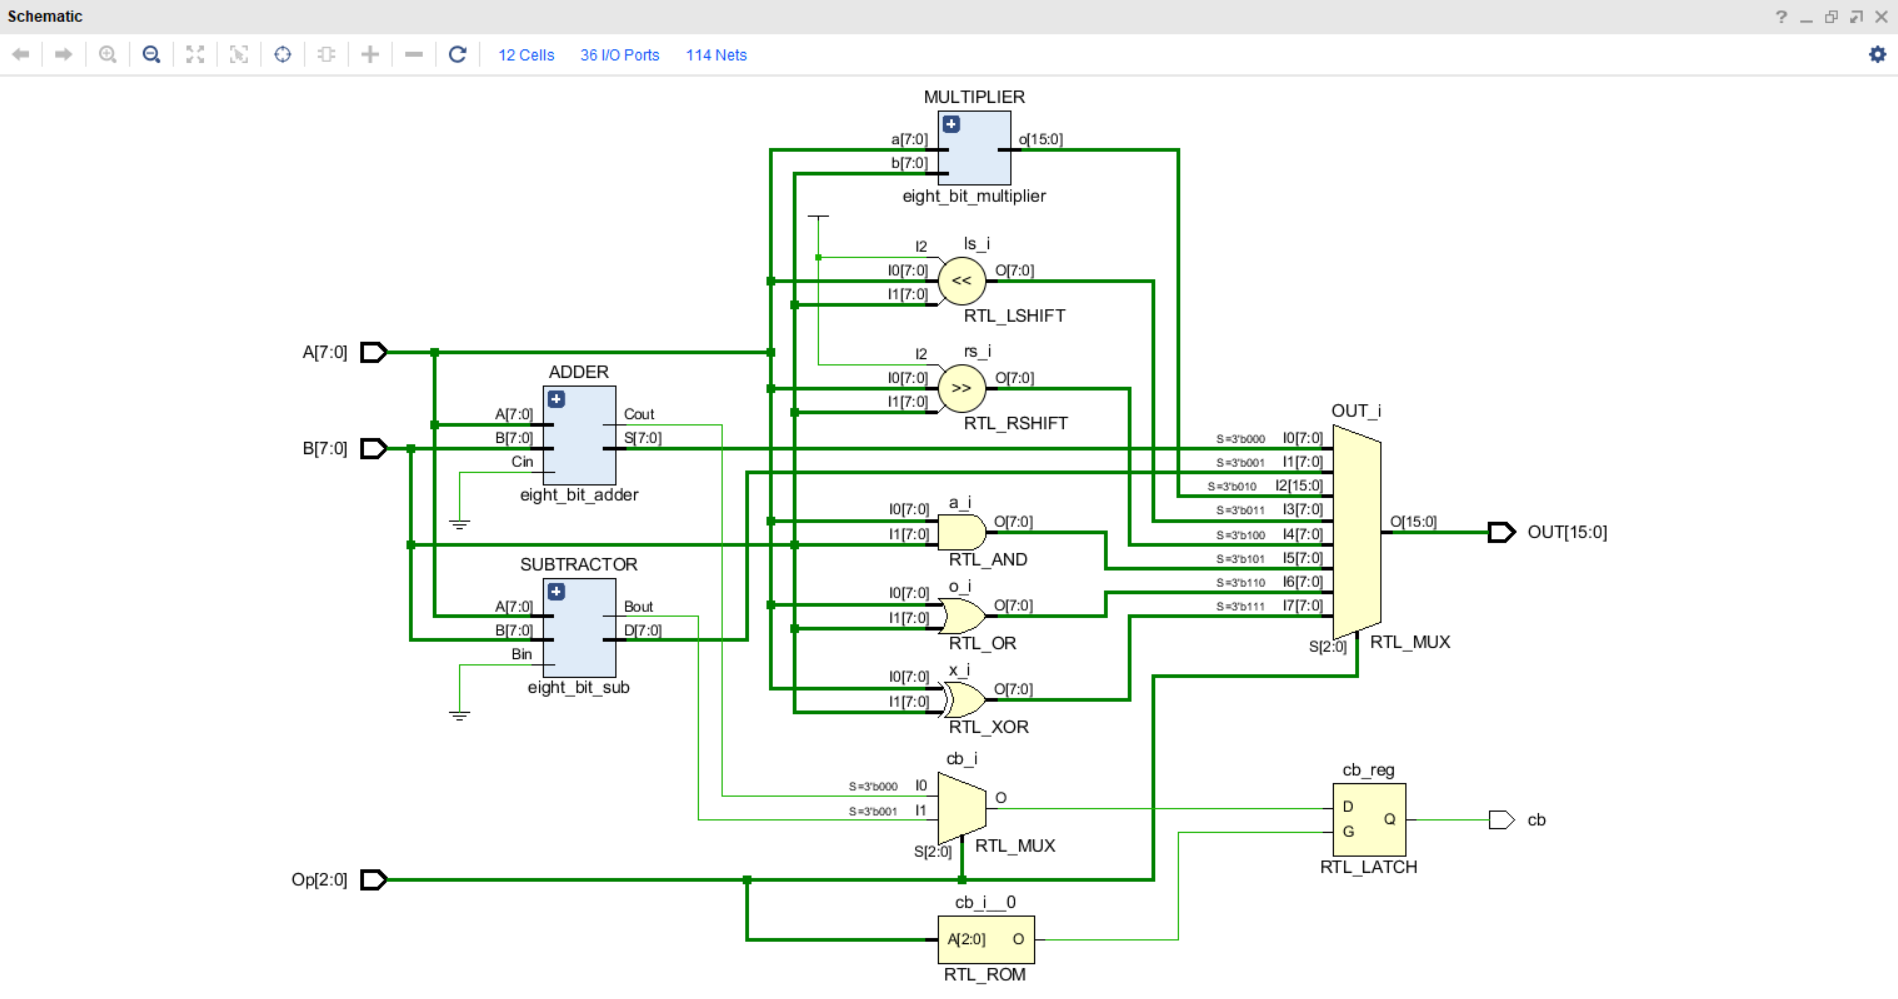 Schematic
?
12 Cells 36 I/O Ports 114 Nets
MULTIPLIER
a[7:0] o[15:0]
b[7:0]
eight_bit_multiplier
ls_i
I2
I0[7:0] << O[7:0]
I1[7:0]
RTL_LSHIFT
rs_i
I2
I0[7:0] >> O[7:0]
I1[7:0]
RTL_RSHIFT
A[7:0]
ADDER
A[7:0] Cout
B[7:0] S[7:0]
Cin
eight_bit_adder
B[7:0]
OUT_i
S=3'b000 I0[7:0]
S=3'b001 I1[7:0]
S=3'b010 I2[15:0]
S=3'b011 I3[7:0]
S=3'b100 I4[7:0]
S=3'b101 I5[7:0]
S=3'b110 I6[7:0]
S=3'b111 I7[7:0]
O[15:0]
S[2:0]
RTL_MUX
OUT[15:0]
a_i
I0[7:0] O[7:0]
I1[7:0]
RTL_AND
SUBTRACTOR
A[7:0] Bout
B[7:0] D[7:0]
Bin
eight_bit_sub
o_i
I0[7:0] O[7:0]
I1[7:0]
RTL_OR
x_i
I0[7:0] O[7:0]
I1[7:0]
RTL_XOR
cb_i
S=3'b000 I0
S=3'b001 I1
O
S[2:0]
RTL_MUX
cb_reg
D
G
Q
RTL_LATCH
cb
Op[2:0]
cb_i__0
A[2:0] O
RTL_ROM